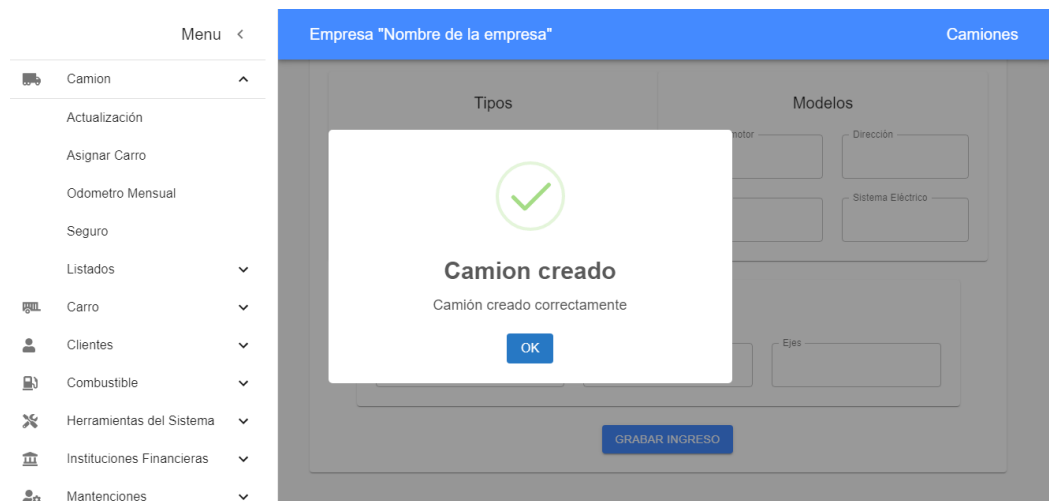 Menu
Camion
Actualización
Asignar Carro
Odometro Mensual
Seguro
Listados
Carro
Clientes
Combustible
Herramientas del Sistema
Instituciones Financieras
Mantenciones
Empresa "Nombre de la empresa" Camiones
Tipos Modelos
motor Dirección
Sistema Eléctrico
Camion creado
Camión creado correctamente
OK
Ejes
GRABAR INGRESO